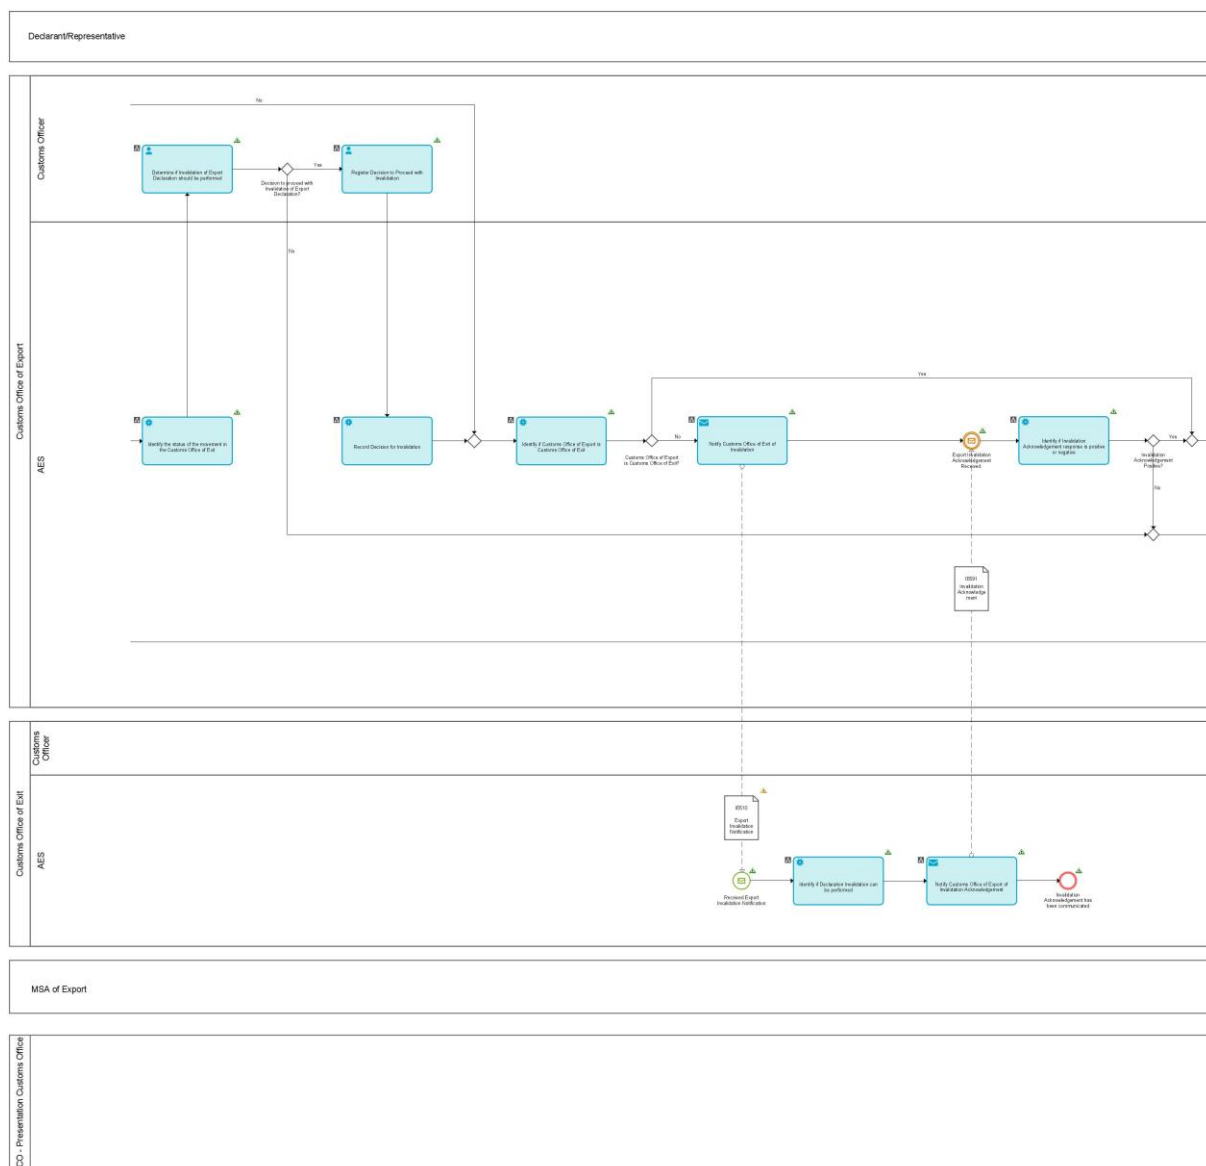 Declarant/Representative
Customs Office of Export
Customs Officer
No
Determine if Invalidation of Export
Declaration should be performed
Yes
Decision to proceed with
Invalidation of Export
Declaration?
Register Decision to Proceed with
Invalidation
No
AES
Yes
Identify the status of the movement in
the Customs Office of Exit
Record Decision for Invalidation
Identify if Customs Office of Export is
Customs Office of Exit
Customs Office of Export
is Customs Office of Exit?
No
Notify Customs Office of Exit of
Invalidation
Export Invalidation
Acknowledgement
Received
Identify if Invalidation
Acknowledgement response is positive
or negative
Yes
Invalidation
Acknowledgement
Positive?
No
IE591
Invalidation
Acknowledge
ment
Customs Office of Exit
Customs
Officer
AES
IE510
Export
Invalidation
Notification
Received Export
Invalidation Notification
Identify if Declaration Invalidation can
be performed
Notify Customs Office of Export of
Invalidation Acknowledgement
Invalidation
Acknowledgement has
been communicated
MSA of Export
CO - Presentation Customs Office